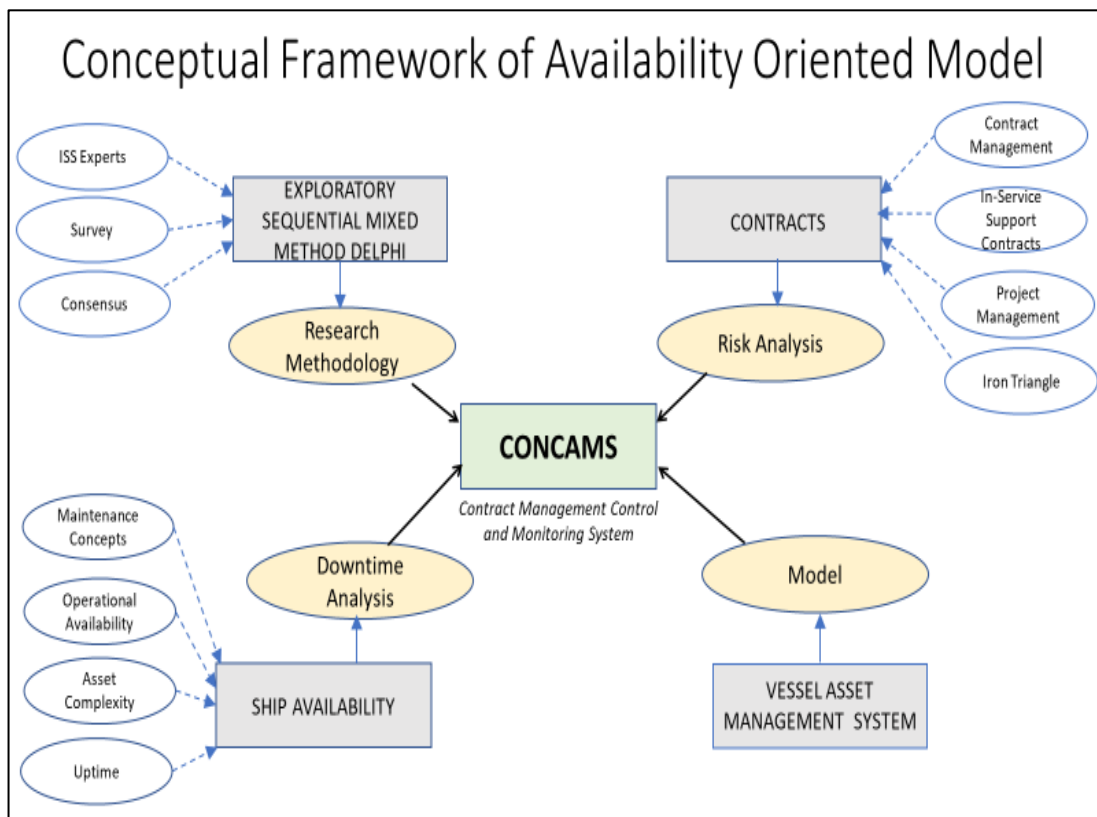 Conceptual Framework of Availability Oriented Model
ISS Experts
Survey
Consensus
EXPLORATORY
SEQUENTIAL MIXED
METHOD DELPHI
Research
Methodology
CONTRACTS
Contract
Management
In-Service
Support
Contracts
Project
Management
Iron Triangle
Risk Analysis
CONCAMS
Contract Management Control
and Monitoring System
Maintenance
Concepts
Operational
Availability
Asset
Complexity
Uptime
Downtime
Analysis
SHIP AVAILABILITY
Model
VESSEL ASSET
MANAGEMENT SYSTEM